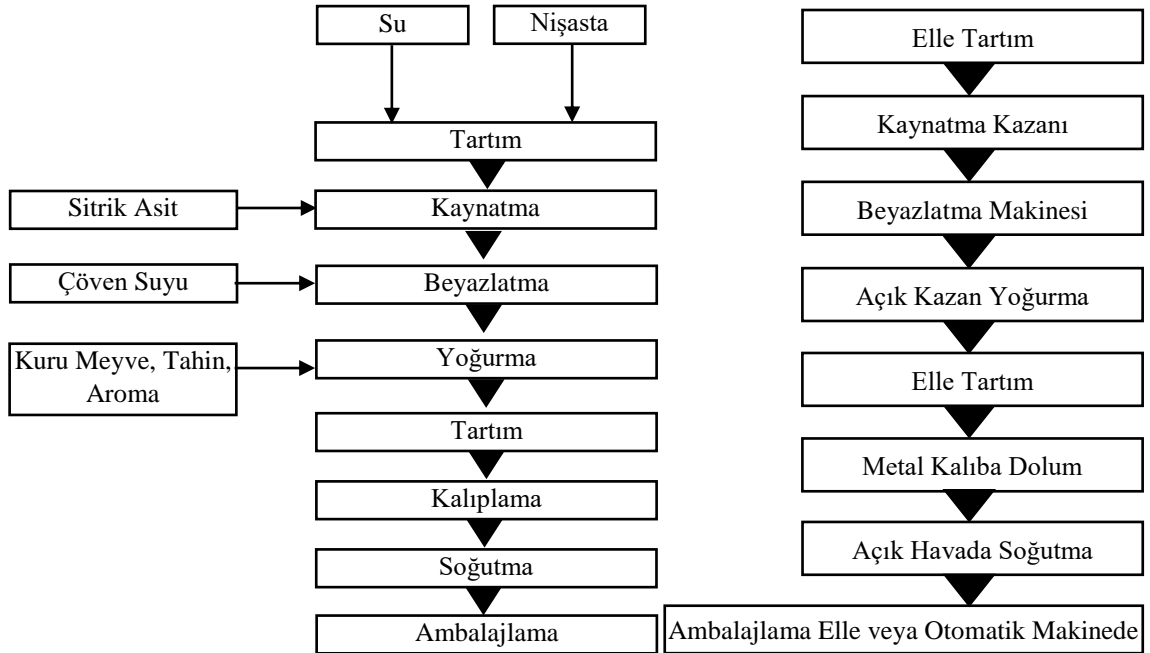 Su
Nişasta
Tartım
Sitrik Asit
Kaynatma
Çöven Suyu
Beyazlatma
Kuru Meyve, Tahin,
Aroma
Yoğurma
Tartım
Kalıplama
Soğutma
Ambalajlama
Elle Tartım
Kaynatma Kazanı
Beyazlatma Makinesi
Açık Kazan Yoğurma
Elle Tartım
Metal Kalıba Dolum
Açık Havada Soğutma
Ambalajlama Elle veya Otomatik Makinede